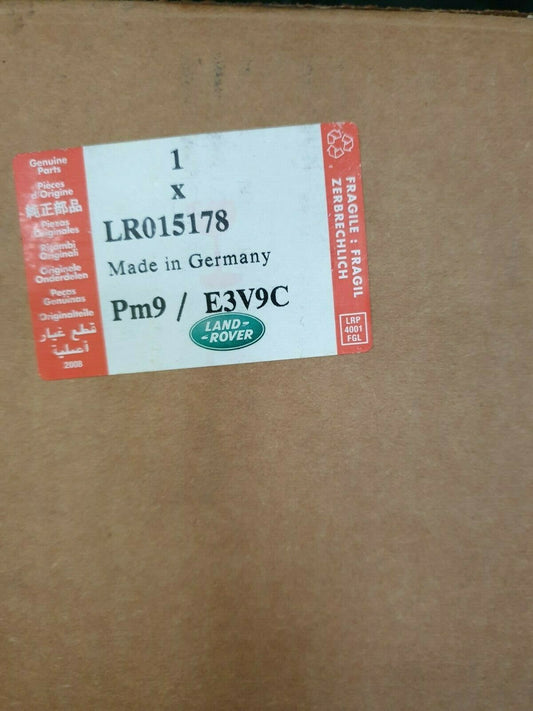 Genuine
Parts
Pièces
d'Origine
純正部品
Piezas
Originales
Ricambi
Originali
Originele
Onderdelen
Peças
Genuínas
Originalteile
قطع غيار
أصلية
2008
1
x
LR015178
Made in Germany
Pm9 / E3V9C
LAND-
-ROVER
FRAGILE : FRAGIL
ZERBRECHLICH
LRP
4001
FGL